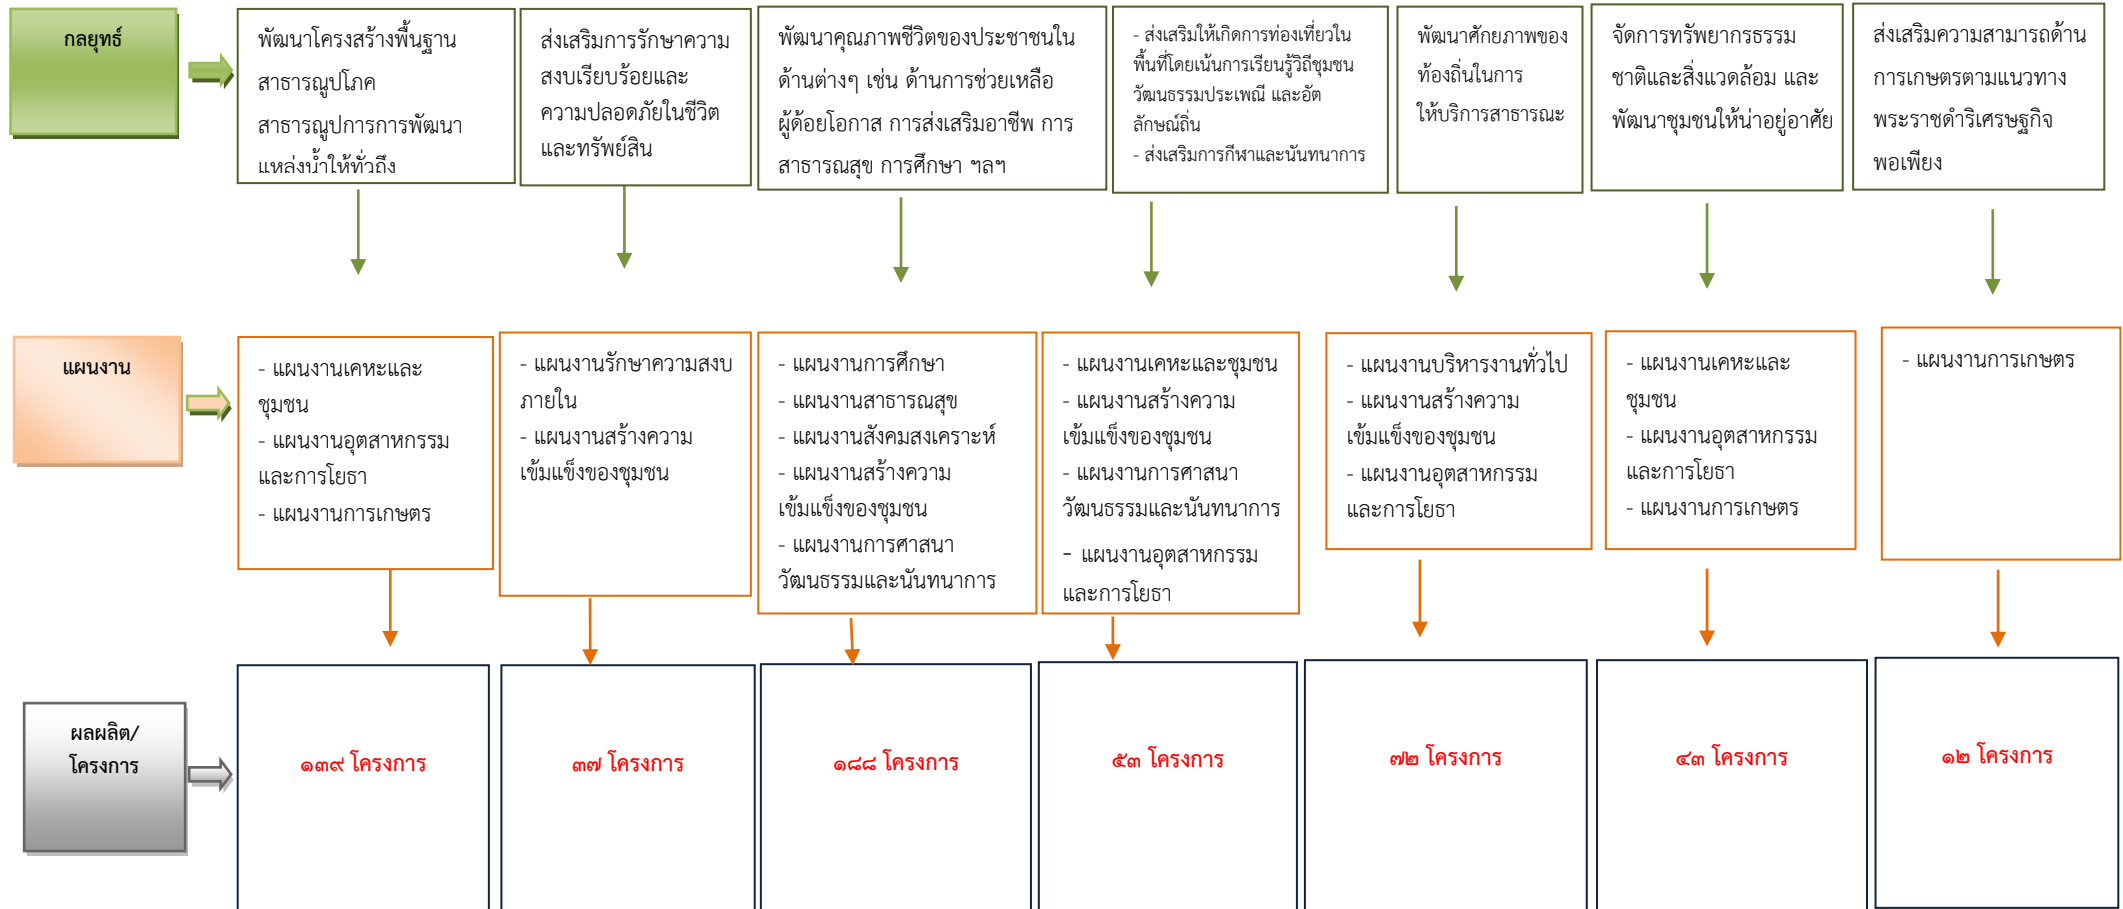 กลยุทธ์
พัฒนาโครงสร้างพื้นฐาน
สาธารณูปโภค
สาธารณูปการการพัฒนา
แหล่งน้ำให้ทั่วถึง
ส่งเสริมการรักษาความ
สงบเรียบร้อยและ
ความปลอดภัยในชีวิต
และทรัพย์สิน
พัฒนาคุณภาพชีวิตของประชาชนใน
ด้านต่างๆ เช่น ด้านการช่วยเหลือ
ผู้ด้อยโอกาส การส่งเสริมอาชีพ การ
สาธารณสุข การศึกษา ฯลฯ
- ส่งเสริมให้เกิดการท่องเที่ยวใน
พื้นที่โดยเน้นการเรียนรู้วิถีชุมชน
วัฒนธรรมประเพณี และอัต
ลักษณ์ถิ่น
- ส่งเสริมการกีฬาและนันทนาการ
พัฒนาศักยภาพของ
ท้องถิ่นในการ
ให้บริการสาธารณะ
จัดการทรัพยากรธรรม
ชาติและสิ่งแวดล้อม และ
พัฒนาชุมชนให้น่าอยู่อาศัย
ส่งเสริมความสามารถด้าน
การเกษตรตามแนวทาง
พระราชดำริเศรษฐกิจ
พอเพียง
แผนงาน
- แผนงานเคหะและ
ชุมชน
- แผนงานอุตสาหกรรม
และการโยธา
- แผนงานการเกษตร
- แผนงานรักษาความสงบ
ภายใน
- แผนงานสร้างความ
เข้มแข็งของชุมชน
- แผนงานการศึกษา
- แผนงานสาธารณสุข
- แผนงานสังคมสงเคราะห์
- แผนงานสร้างความ
เข้มแข็งของชุมชน
- แผนงานการศาสนา
วัฒนธรรมและนันทนาการ
- แผนงานเคหะและชุมชน
- แผนงานสร้างความ
เข้มแข็งของชุมชน
- แผนงานการศาสนา
วัฒนธรรมและนันทนาการ
- แผนงานอุตสาหกรรม
และการโยธา
- แผนงานบริหารงานทั่วไป
- แผนงานสร้างความ
เข้มแข็งของชุมชน
- แผนงานอุตสาหกรรม
และการโยธา
- แผนงานเคหะและ
ชุมชน
- แผนงานอุตสาหกรรม
และการโยธา
- แผนงานการเกษตร
- แผนงานการเกษตร
ผลผลิต/
โครงการ
๑๓๙ โครงการ
๓๗ โครงการ
๑๘๘ โครงการ
๕๓ โครงการ
๗๒ โครงการ
๔๓ โครงการ
๑๒ โครงการ